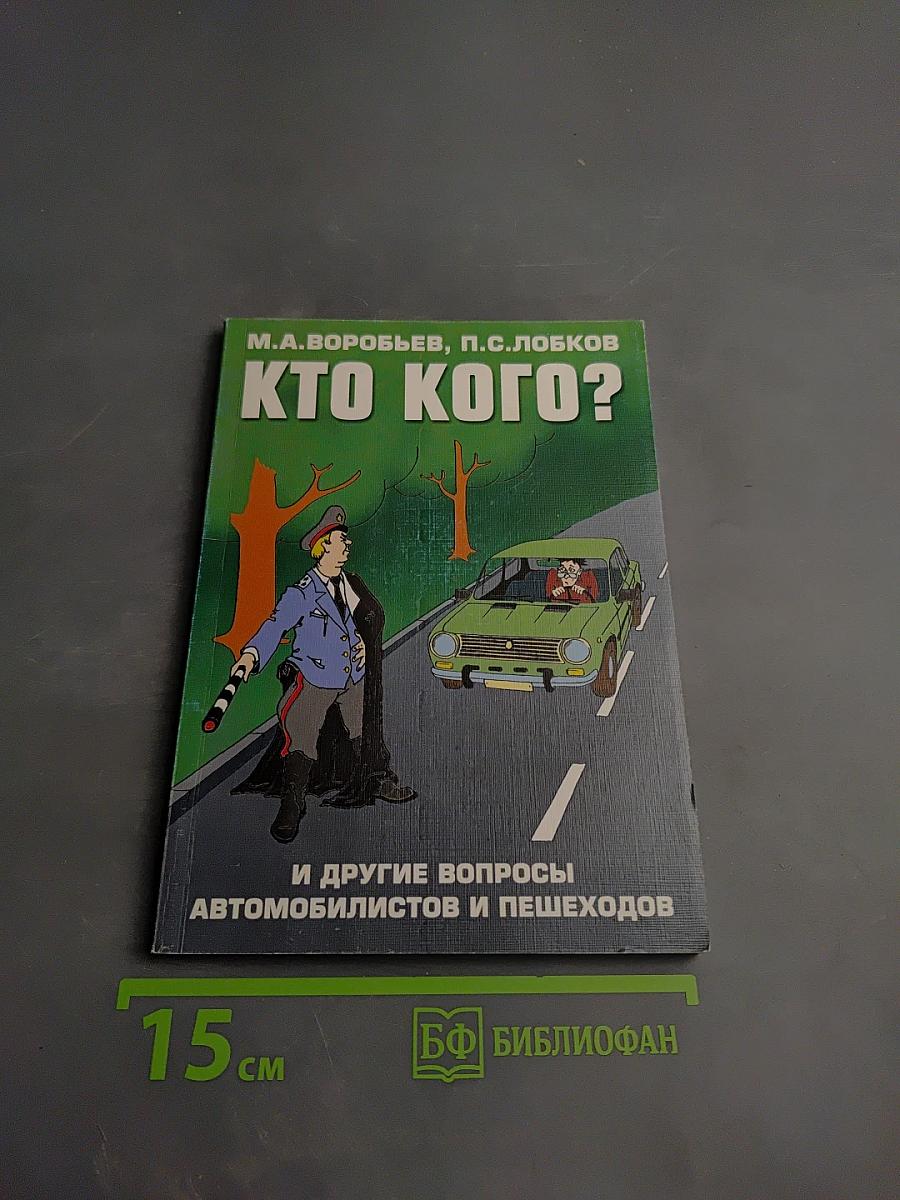 М.А.ВОРОБЬЕВ, П.С.ЛОБКОВ
КТО КОГО?
И ДРУГИЕ ВОПРОСЫ
АВТОМОБИЛИСТОВ И ПЕШЕХОДОВ
15 см
БФ БИБЛИОФАН